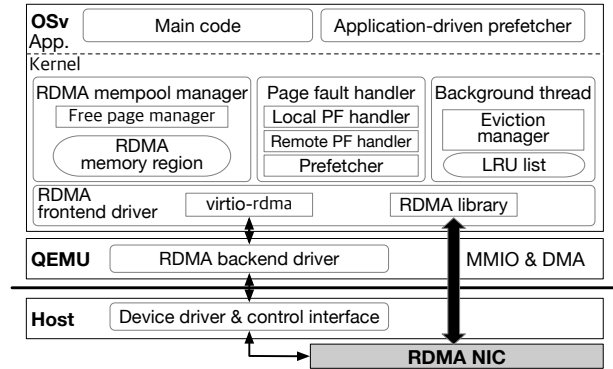 OSv
Main code
Application-driven prefetcher
App.
Kernel
RDMA mempool manager
Free page manager
RDMA
memory region
Page fault handler
Local PF handler
Remote PF handler
Prefetcher
Background thread
Eviction
manager
LRU list
RDMA
frontend driver
virtio-rdma
RDMA library
QEMU
RDMA backend driver
MMIO & DMA
Host
Device driver & control interface
RDMA NIC